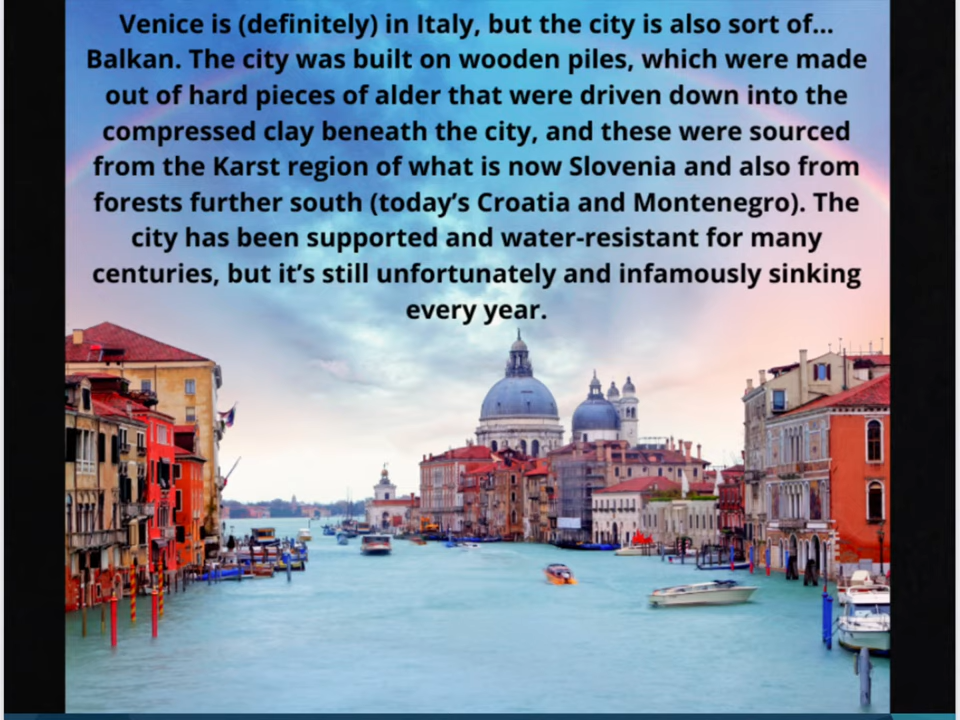 Venice is (definitely) in Italy, but the city is also sort of...
Balkan. The city was built on wooden piles, which were made
out of hard pieces of alder that were driven down into the
compressed clay beneath the city, and these were sourced
from the Karst region of what is now Slovenia and also from
forests further south (today's Croatia and Montenegro). The
city has been supported and water-resistant for many
centuries, but it's still unfortunately and infamously sinking
every year.